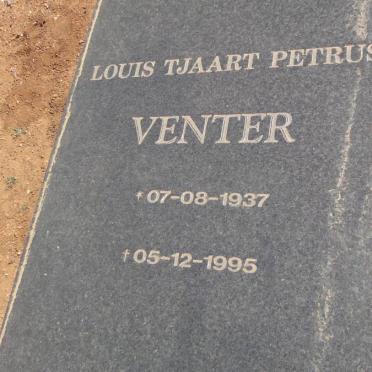 LOUIS TJAART PETRUS
VENTER
† 07-08-1937
† 05-12-1995